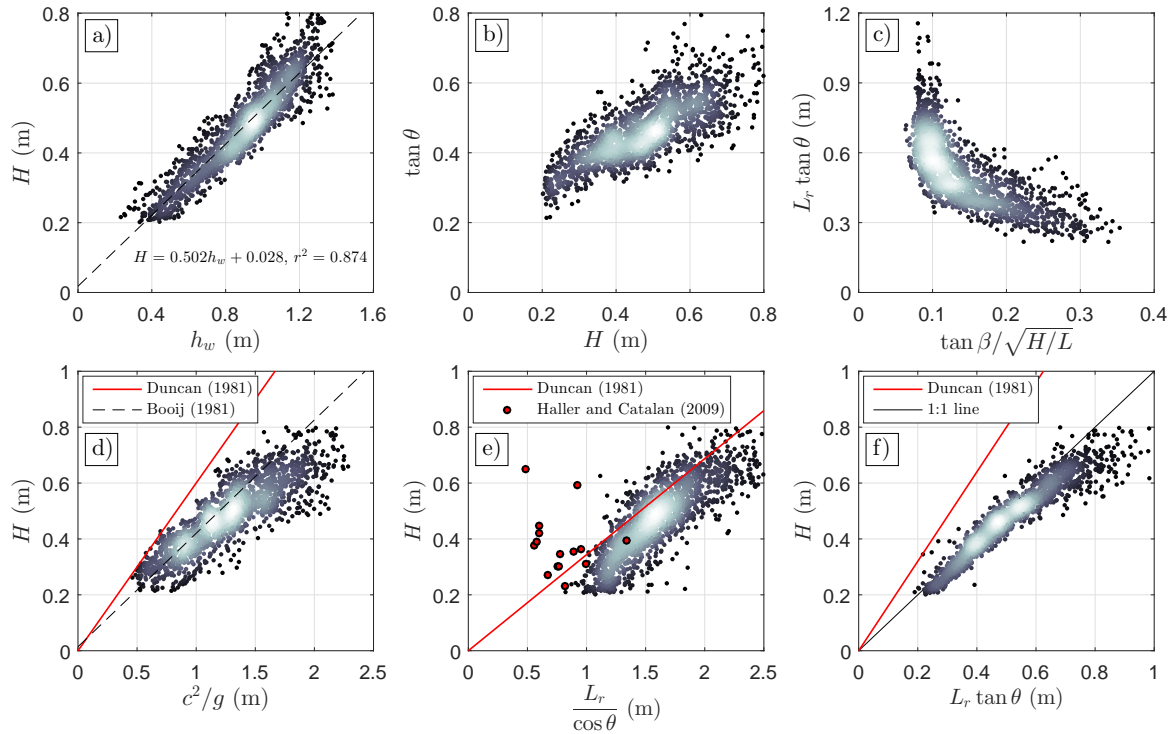 a)
H (m)
0.8
0.6
0.4
0.2
0
H = 0.502h_w + 0.028, r^2 = 0.874
0 0.4 0.8 1.2 1.6
h_w (m)
b)
tan θ
0.8
0.6
0.4
0.2
0
0 0.2 0.4 0.6 0.8
H (m)
c)
L_r tan θ (m)
1.2
0.9
0.6
0.3
0
0 0.1 0.2 0.3 0.4
tan β/√H/L
Duncan (1981)
Booij (1981)
d)
H (m)
1
0.8
0.6
0.4
0.2
0
0 0.5 1 1.5 2 2.5
c^2/g (m)
Duncan (1981)
Haller and Catalan (2009)
e)
H (m)
1
0.8
0.6
0.4
0.2
0
0 0.5 1 1.5 2 2.5
L_r/cos θ (m)
Duncan (1981)
1:1 line
f)
H (m)
1
0.8
0.6
0.4
0.2
0
0 0.2 0.4 0.6 0.8 1
L_r tan θ (m)